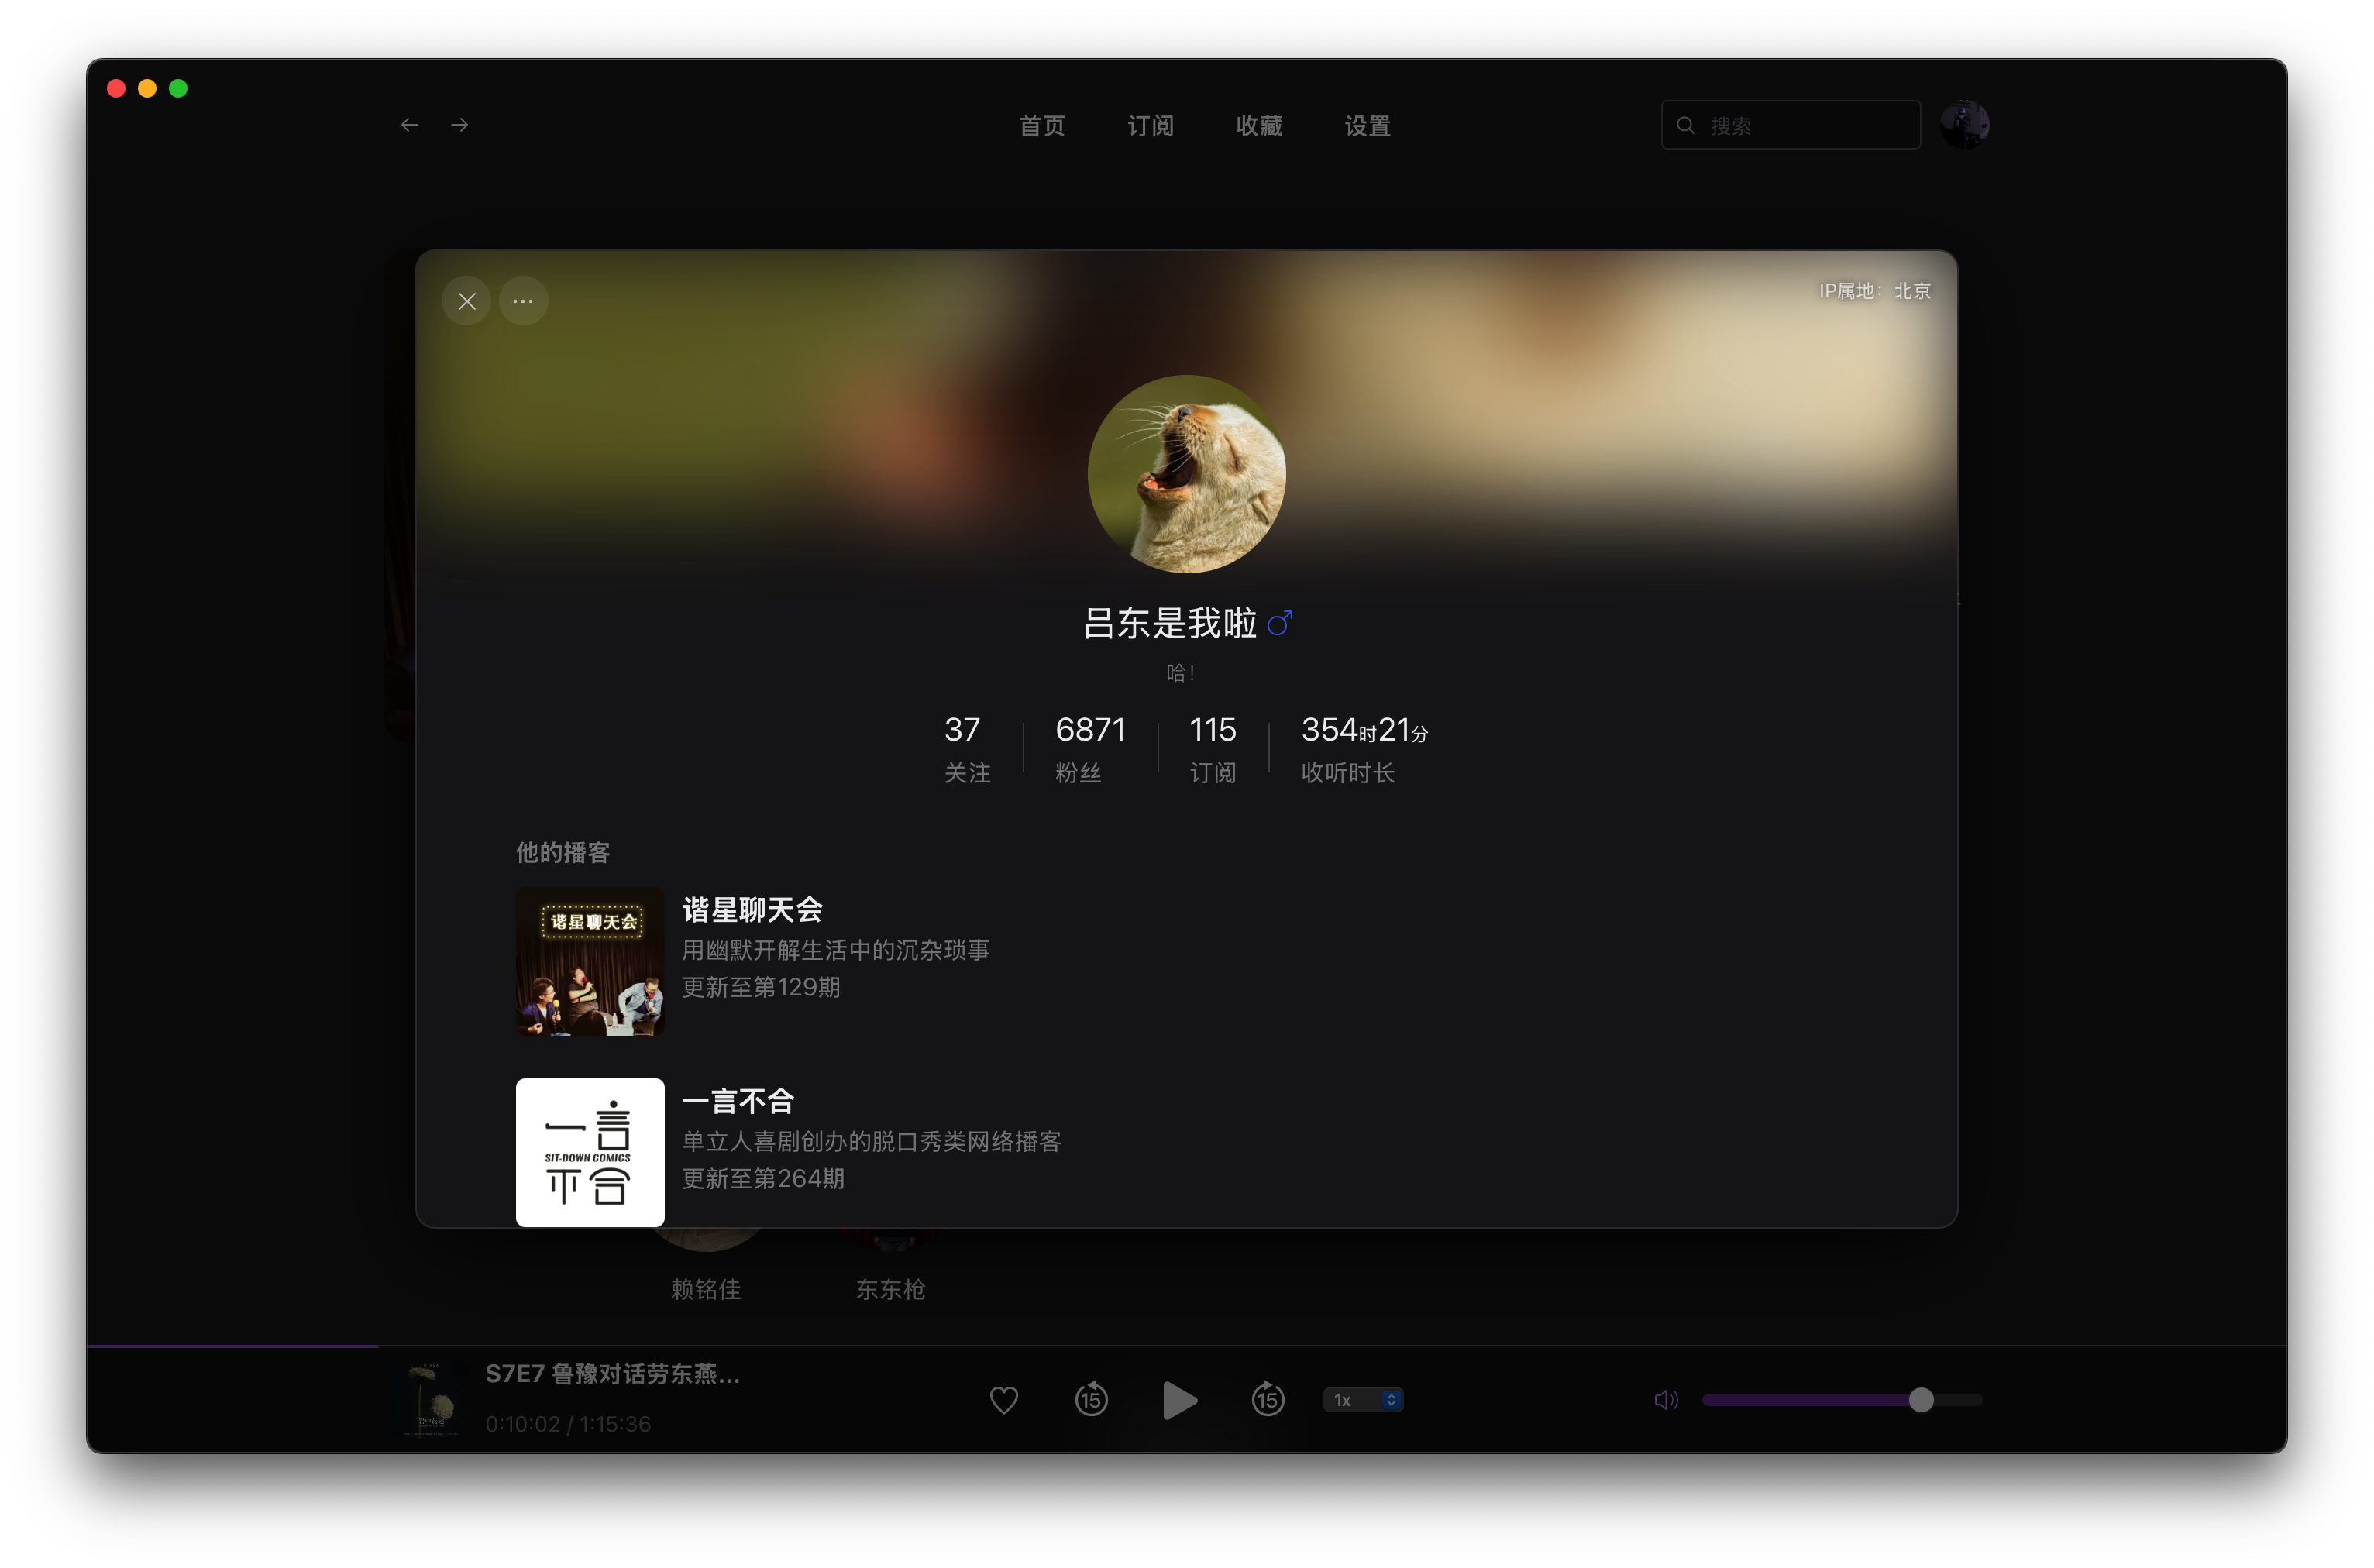 首页 订阅 收藏 设置
搜索
IP属地：北京
吕东是我啦
哈！
37 6871 115 354时21分
关注 粉丝 订阅 收听时长
他的播客
谐星聊天会
谐星聊天会
用幽默开解生活中的沉杂琐事
更新至第129期
一言
SIT-DOWN COMICS
不合
一言不合
单立人喜剧创办的脱口秀类网络播客
更新至第264期
赖铭佳 东东枪
S7E7 鲁豫对话劳东燕...
0:10:02 / 1:15:36
15 15 1x